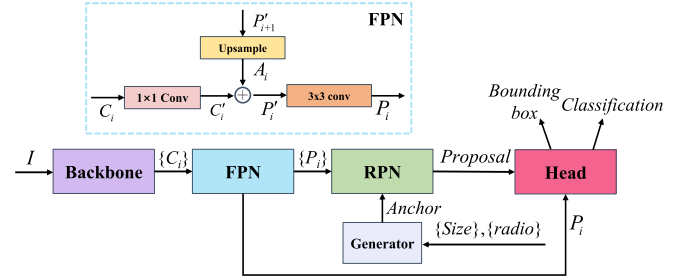 P'ᵢ₊₁
FPN
Upsample
Aᵢ
1×1 Conv
3x3 conv
Cᵢ
C'ᵢ
P'ᵢ
Pᵢ
Bounding
box
Classification
I
Backbone
{Cᵢ}
FPN
{Pᵢ}
RPN
Proposal
Head
Anchor
Generator
{Size},{radio}
Pᵢ